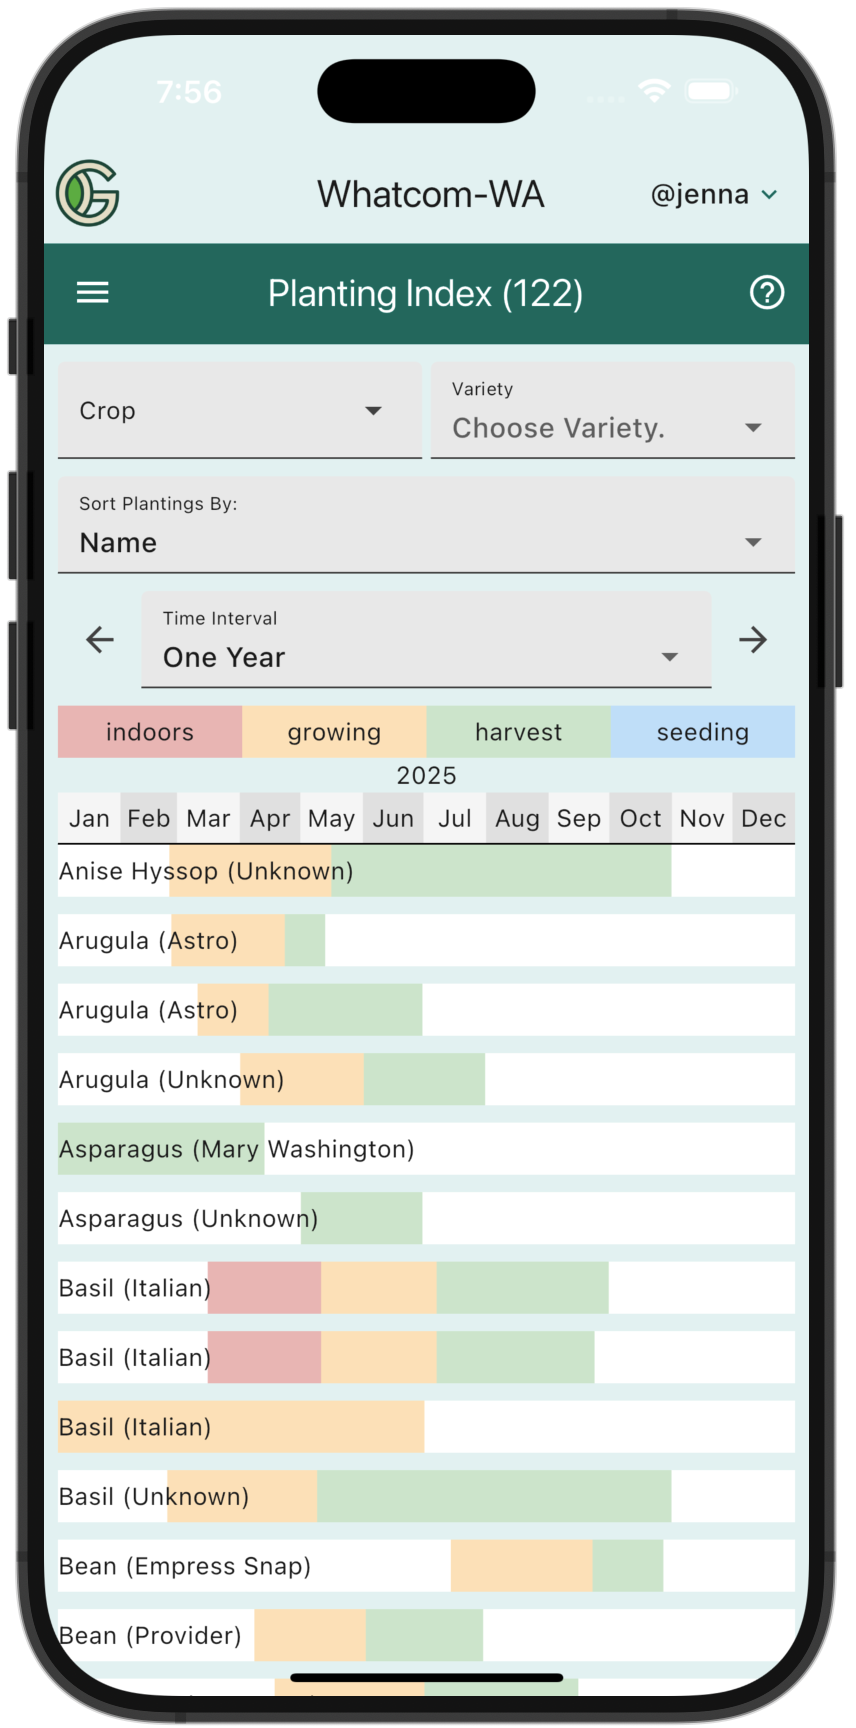 7:56
Whatcom-WA @jenna
Planting Index (122)
Crop
Variety
Choose Variety.
Sort Plantings By:
Name
Time Interval
One Year
indoors growing harvest seeding
2025
Jan Feb Mar Apr May Jun Jul Aug Sep Oct Nov Dec
Anise Hyssop (Unknown)
Arugula (Astro)
Arugula (Astro)
Arugula (Unknown)
Asparagus (Mary Washington)
Asparagus (Unknown)
Basil (Italian)
Basil (Italian)
Basil (Italian)
Basil (Unknown)
Bean (Empress Snap)
Bean (Provider)